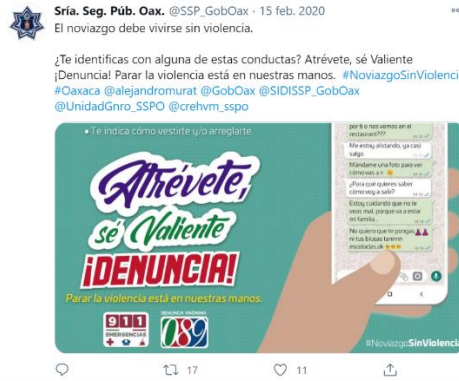 Sría. Seg. Púb. Oax. @SSP_GobOax · 15 feb. 2020
El noviazgo debe vivirse sin violencia.
¿Te identificas con alguna de estas conductas? Atrévete, sé Valiente
¡Denuncia! Parar la violencia está en nuestras manos. #NoviazgoSinViolenci
#Oaxaca @alejandromurat @GobOax @SIDISSP_GobOax
@UnidadGnro_SSPO @crehvm_sspo
• Te indica cómo vestirte y/o arreglarte
Atrévete,
sé Valiente
¡DENUNCIA!
Parar la violencia está en nuestras manos.
911
EMERGENCIAS
DENUNCIA ANÓNIMA
089
por ti o nos vemos en el
restaurant???
Me estoy alistando, ya casi
salgo
Mándame una foto para ver
cómo vas a ir
¿Para qué quieres saber
cómo voy a salir?
Estoy cuidando que no te
veas mal, porque va a estar
mi familia...
No quiero que te pongas
ni tus blusas
escotadas.ok
#NoviazgoSinViolencia
17
11